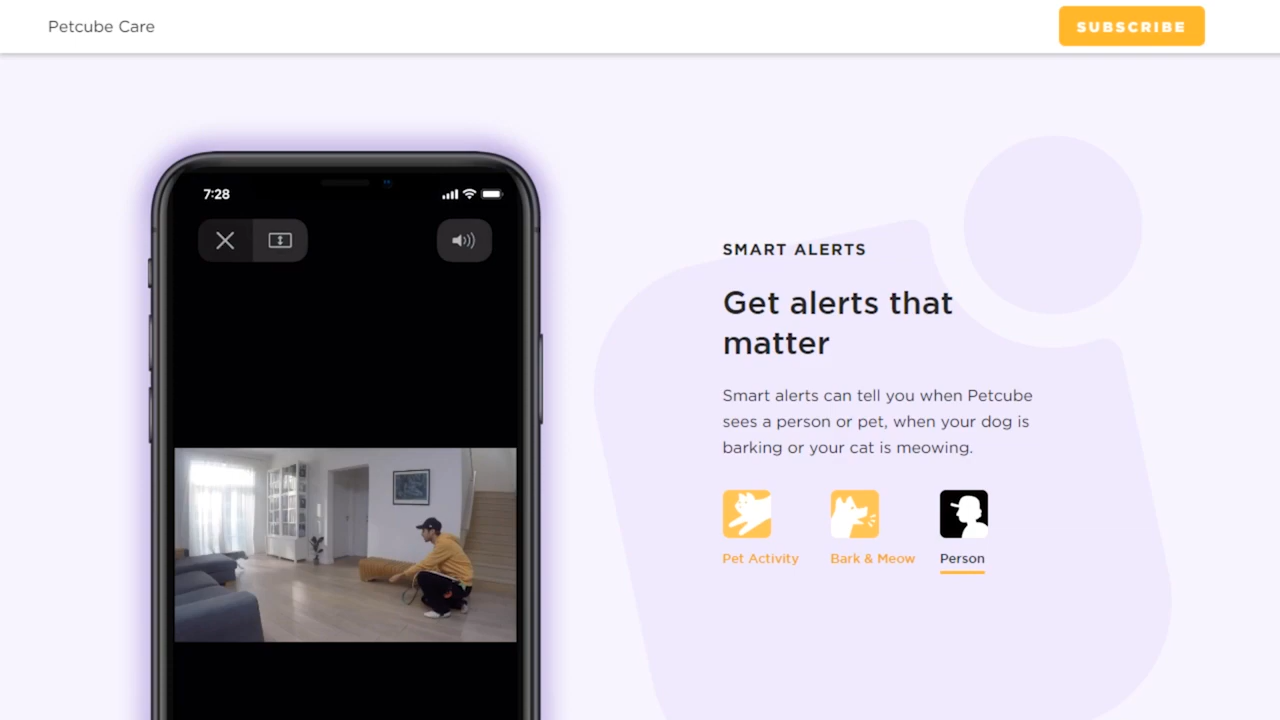 Petcube Care
SUBSCRIBE
7:28
SMART ALERTS
Get alerts that
matter
Smart alerts can tell you when Petcube
sees a person or pet, when your dog is
barking or your cat is meowing.
Pet Activity
Bark & Meow
Person